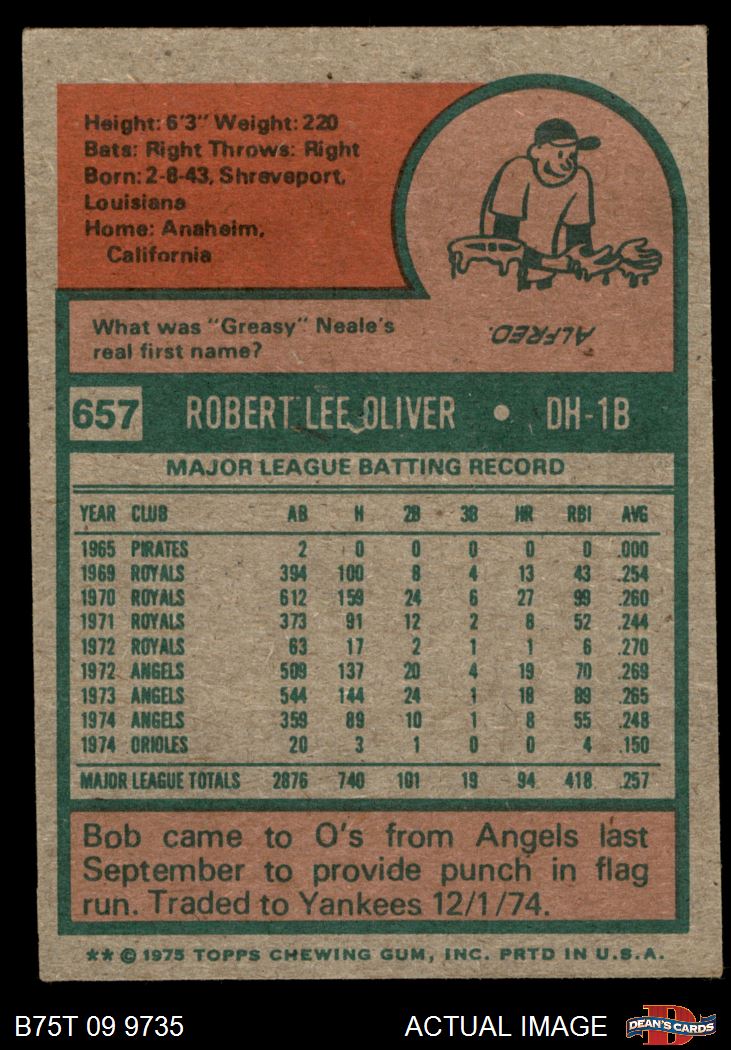 Height: 6'3" Weight: 220
Bats: Right Throws: Right
Born: 2-8-43, Shreveport,
Louisiana
Home: Anaheim,
California
What was "Greasy" Neale's
real first name?
ALFRED.
657 ROBERT LEE OLIVER • DH-1B
MAJOR LEAGUE BATTING RECORD
YEAR CLUB AB H 2B 3B HR RBI AVG
1965 PIRATES 2 0 0 0 0 0 .000
1969 ROYALS 394 100 8 4 13 43 .254
1970 ROYALS 612 159 24 6 27 99 .260
1971 ROYALS 373 91 12 2 8 52 .244
1972 ROYALS 63 17 2 1 1 6 .270
1972 ANGELS 509 137 20 4 19 70 .269
1973 ANGELS 544 144 24 1 18 89 .265
1974 ANGELS 359 89 10 1 8 55 .248
1974 ORIOLES 20 3 1 0 0 4 .150
MAJOR LEAGUE TOTALS 2876 740 101 19 94 418 .257
Bob came to O's from Angels last
September to provide punch in flag
run. Traded to Yankees 12/1/74.
** © 1975 TOPPS CHEWING GUM, INC. PRTD IN U.S.A.
B75T 09 9735 ACTUAL IMAGE
D
DEAN'S CARDS